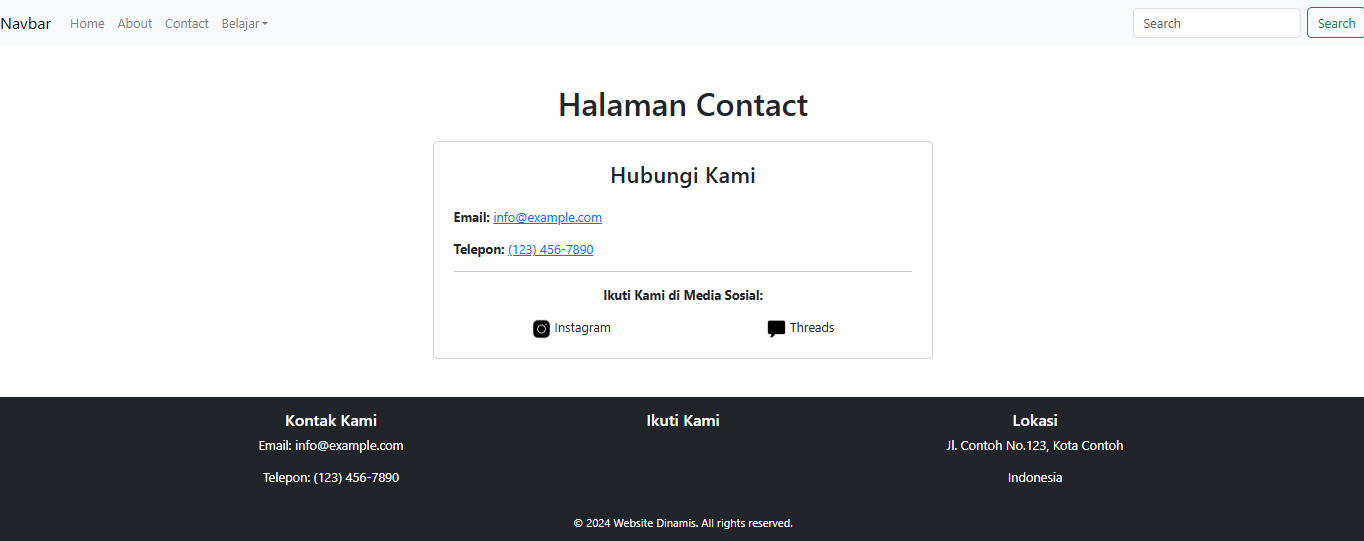 Navbar Home About Contact Belajar Search Search
Halaman Contact
Hubungi Kami
Email: info@example.com
Telepon: (123) 456-7890
Ikuti Kami di Media Sosial:
Instagram Threads
Kontak Kami Ikuti Kami Lokasi
Email: info@example.com Jl. Contoh No.123, Kota Contoh
Telepon: (123) 456-7890 Indonesia
© 2024 Website Dinamis. All rights reserved.